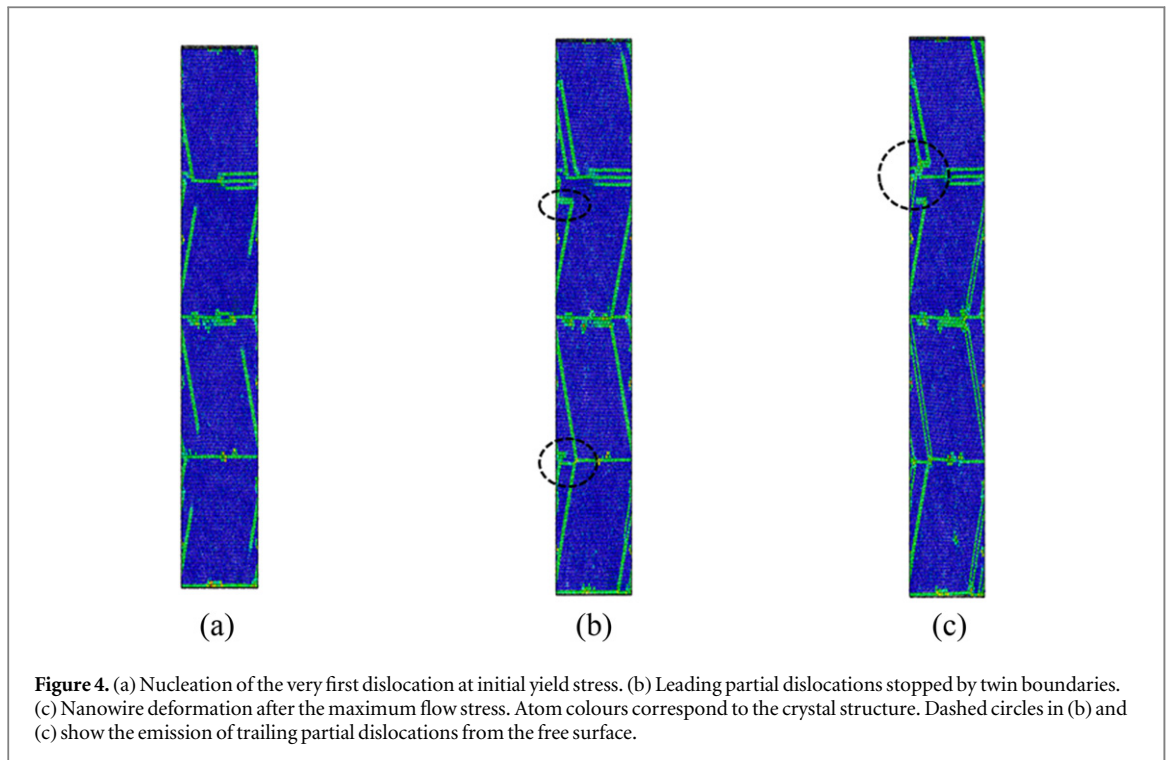 (a)
(b)
(c)
Figure 4. (a) Nucleation of the very first dislocation at initial yield stress. (b) Leading partial dislocations stopped by twin boundaries.
(c) Nanowire deformation after the maximum flow stress. Atom colours correspond to the crystal structure. Dashed circles in (b) and
(c) show the emission of trailing partial dislocations from the free surface.